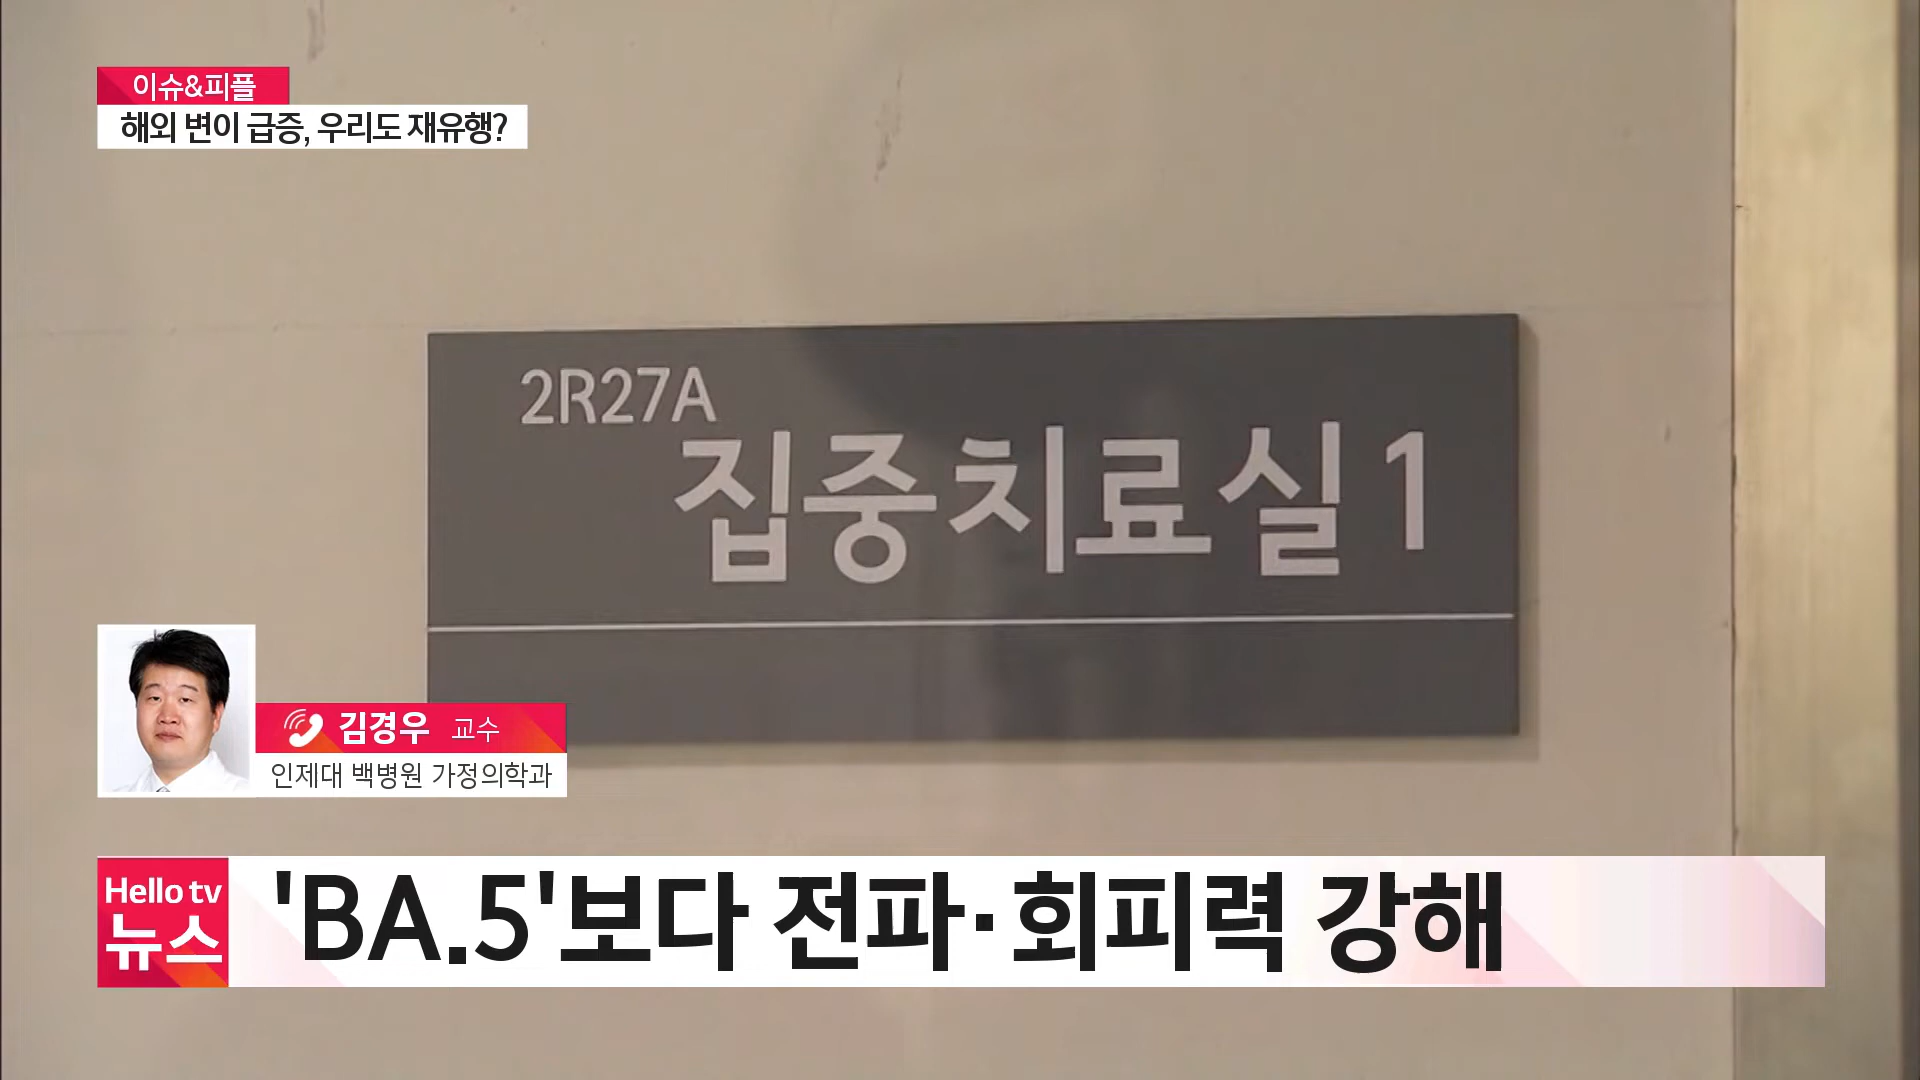 이슈&피플
해외 변이 급증, 우리도 재유행?
2R27A
집중치료실 1
김경우 교수
인제대 백병원 가정의학과
Hello tv
뉴스
'BA.5'보다 전파·회피력 강해